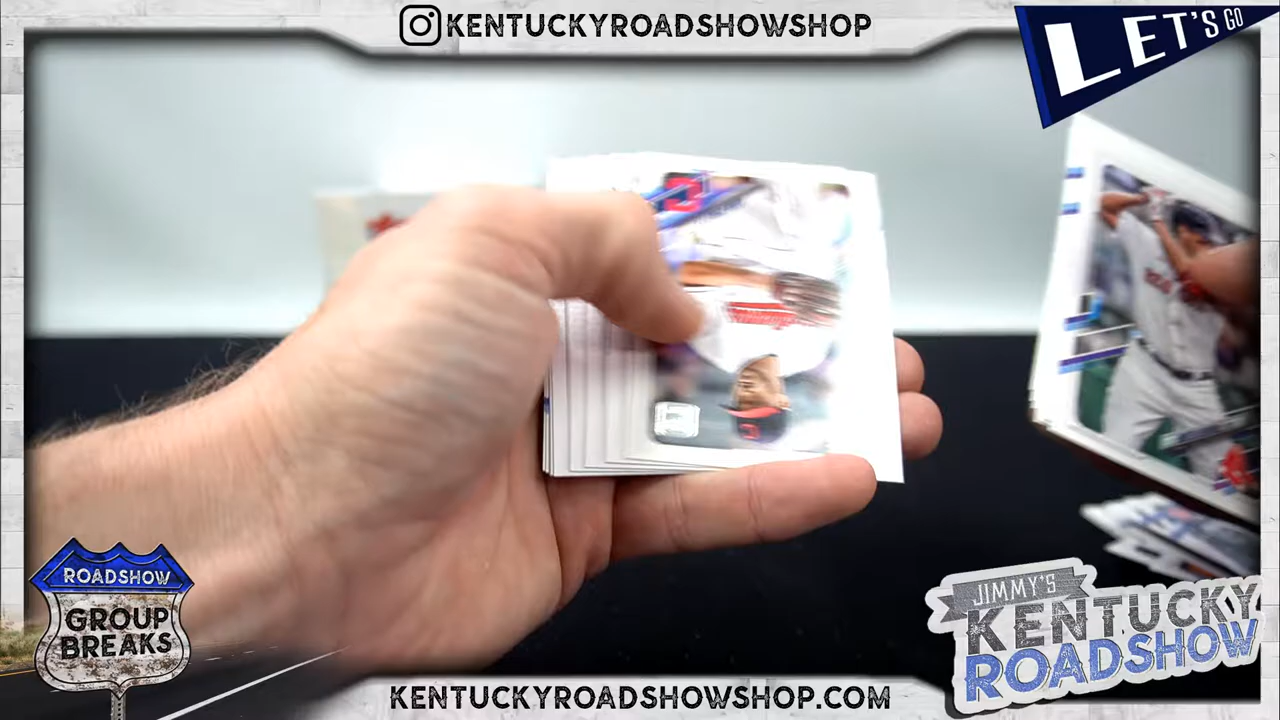 KENTUCKYROADSHOWSHOP
LET'S GO
ROADSHOW
GROUP
BREAKS
JIMMY'S
KENTUCKY
ROADSHOW
KENTUCKYROADSHOWSHOP.COM